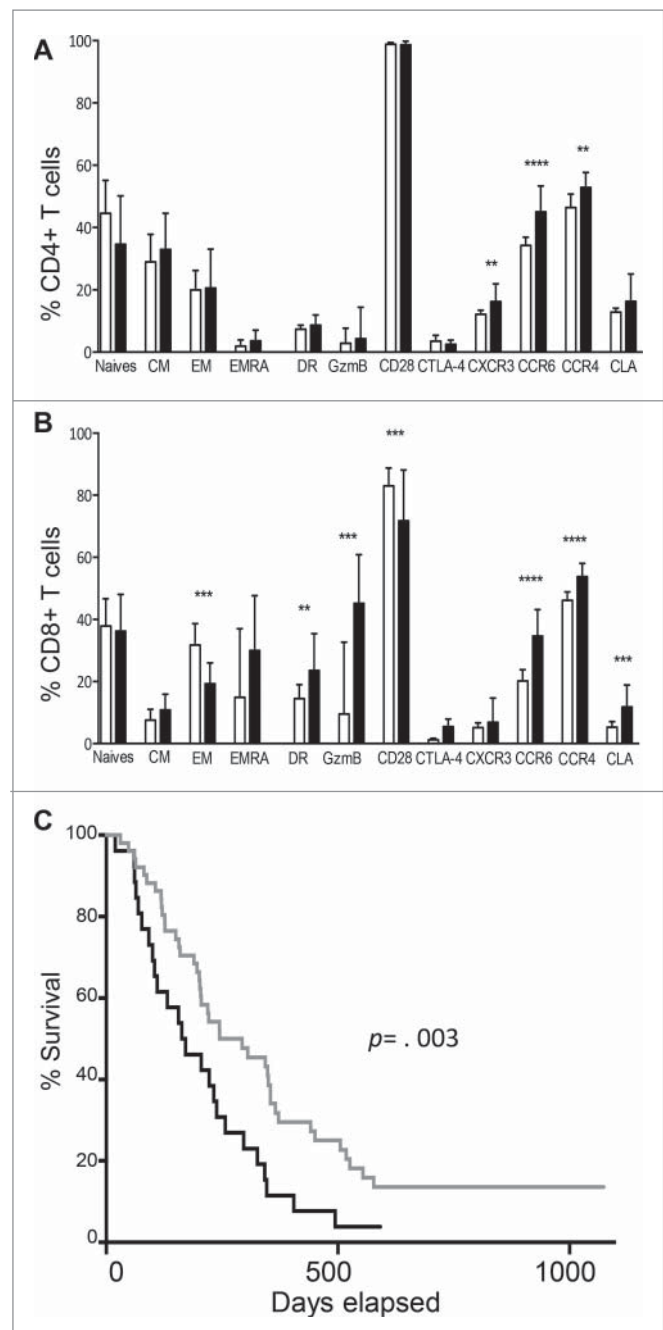 A
% CD4+ T cells
100
80
60
40
20
0
** **** **
Naives CM EM EMRA DR GzmB CD28 CTLA-4 CXCR3 CCR6 CCR4 CLA
B
% CD8+ T cells
100
80
60
40
20
0
*** ** *** *** **** **** ***
Naives CM EM EMRA DR GzmB CD28 CTLA-4 CXCR3 CCR6 CCR4 CLA
C
% Survival
100
80
60
40
20
0
p= . 003
0 500 1000
Days elapsed